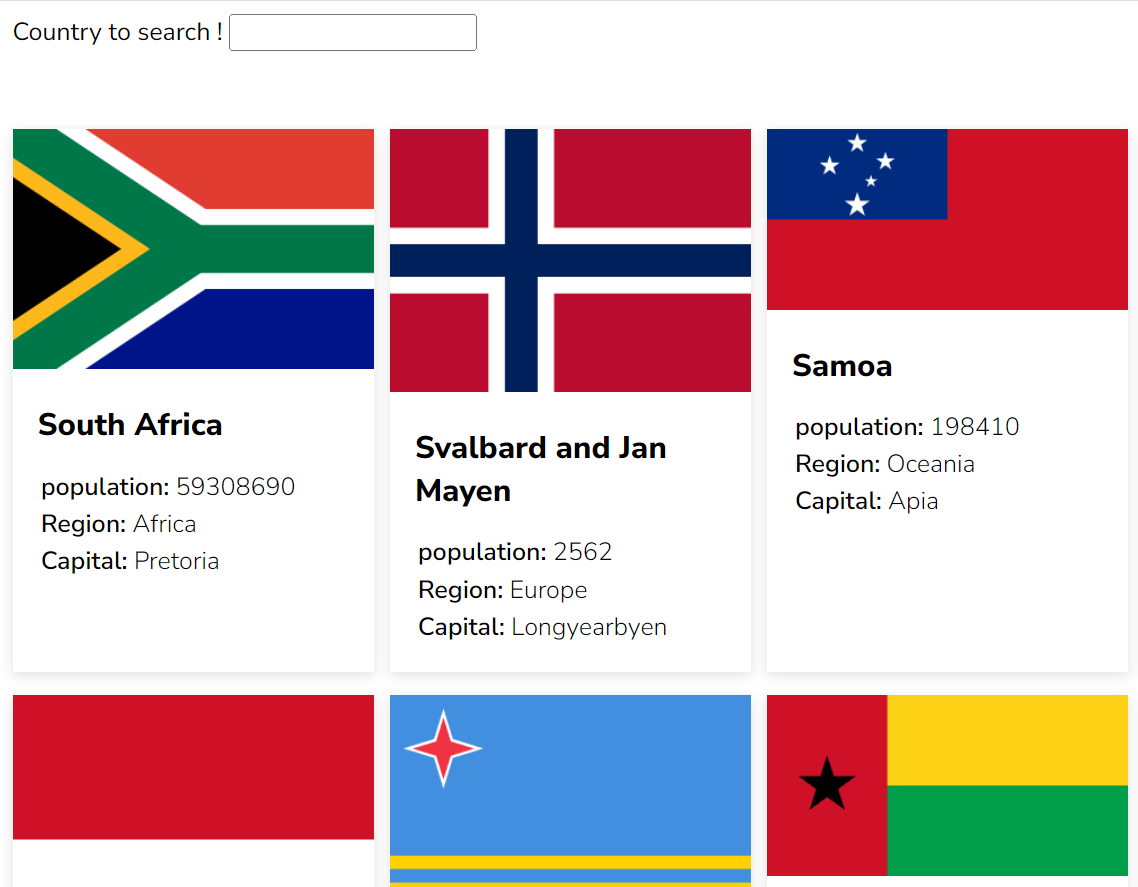 Country to search !
South Africa
population: 59308690
Region: Africa
Capital: Pretoria
Svalbard and Jan
Mayen
population: 2562
Region: Europe
Capital: Longyearbyen
Samoa
population: 198410
Region: Oceania
Capital: Apia